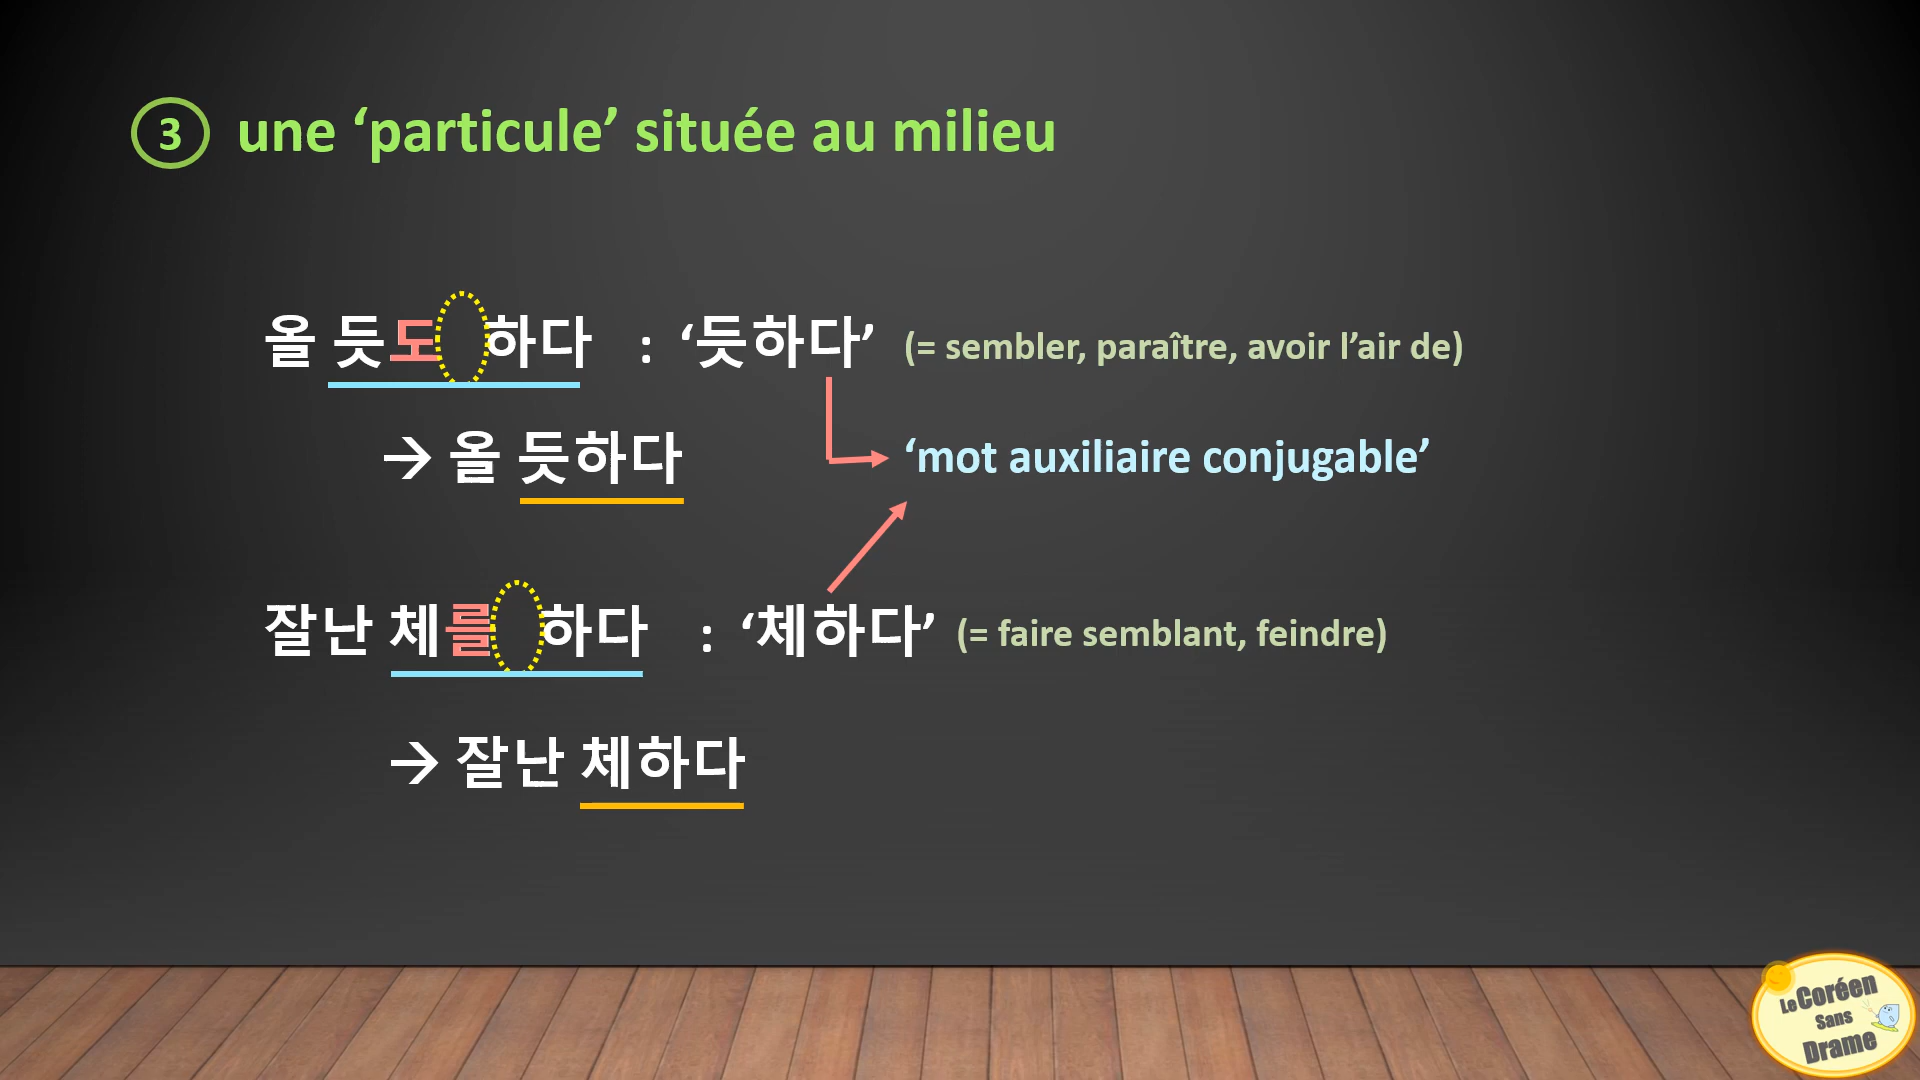 3 une ‘particule’ située au milieu
올 듯도 하다 : ‘듯하다’ (= sembler, paraître, avoir l’air de)
→ 올 듯하다 ‘mot auxiliaire conjugable’
잘난 체를 하다 : ‘체하다’ (= faire semblant, feindre)
→ 잘난 체하다
Le Coréen
Sans
Drame